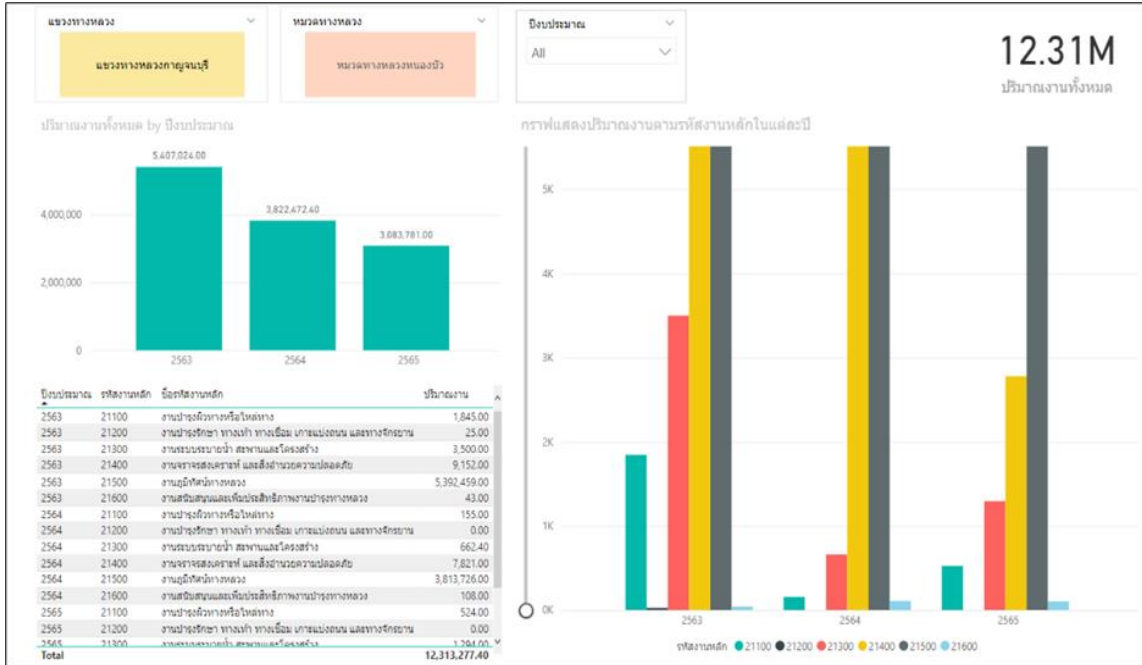 แขวงทางหลวง
แขวงทางหลวงกาญจนบุรี
หมวดทางหลวง
หมวดทางหลวงหนองบัว
ปีงบประมาณ
All
12.31M
ปริมาณงานทั้งหมด
ปริมาณงานทั้งหมด by ปีงบประมาณ
5,407,024.00
3,822,472.40
3,083,781.00
4,000,000
2,000,000
0
2563 2564 2565
ปีงบประมาณ รหัสงานหลัก ชื่อรหัสงานหลัก ปริมาณงาน
2563 21100 งานบำรุงผิวทางหรือไหล่ทาง 1,845.00
2563 21200 งานบำรุงรักษา ทางเท้า ทางเชื่อม เกาะแบ่งถนน และทางจักรยาน 25.00
2563 21300 งานระบบระบายน้ำ สะพานและโครงสร้าง 3,500.00
2563 21400 งานจราจรสงเคราะห์ และสิ่งอำนวยความปลอดภัย 9,152.00
2563 21500 งานภูมิทัศน์ทางหลวง 5,392,459.00
2563 21600 งานสนับสนุนและเพิ่มประสิทธิภาพงานบำรุงทางหลวง 43.00
2564 21100 งานบำรุงผิวทางหรือไหล่ทาง 155.00
2564 21200 งานบำรุงรักษา ทางเท้า ทางเชื่อม เกาะแบ่งถนน และทางจักรยาน 0.00
2564 21300 งานระบบระบายน้ำ สะพานและโครงสร้าง 662.40
2564 21400 งานจราจรสงเคราะห์ และสิ่งอำนวยความปลอดภัย 7,821.00
2564 21500 งานภูมิทัศน์ทางหลวง 3,813,726.00
2564 21600 งานสนับสนุนและเพิ่มประสิทธิภาพงานบำรุงทางหลวง 108.00
2565 21100 งานบำรุงผิวทางหรือไหล่ทาง 524.00
2565 21200 งานบำรุงรักษา ทางเท้า ทางเชื่อม เกาะแบ่งถนน และทางจักรยาน 0.00
2565 21300 งานระบบระบายน้ำ สะพานและโครงสร้าง 1,294.00
Total 12,313,277.40
กราฟแสดงปริมาณงานตามรหัสงานหลักในแต่ละปี
5K
4K
3K
2K
1K
0K
2563 2564 2565
รหัสงานหลัก 21100 21200 21300 21400 21500 21600